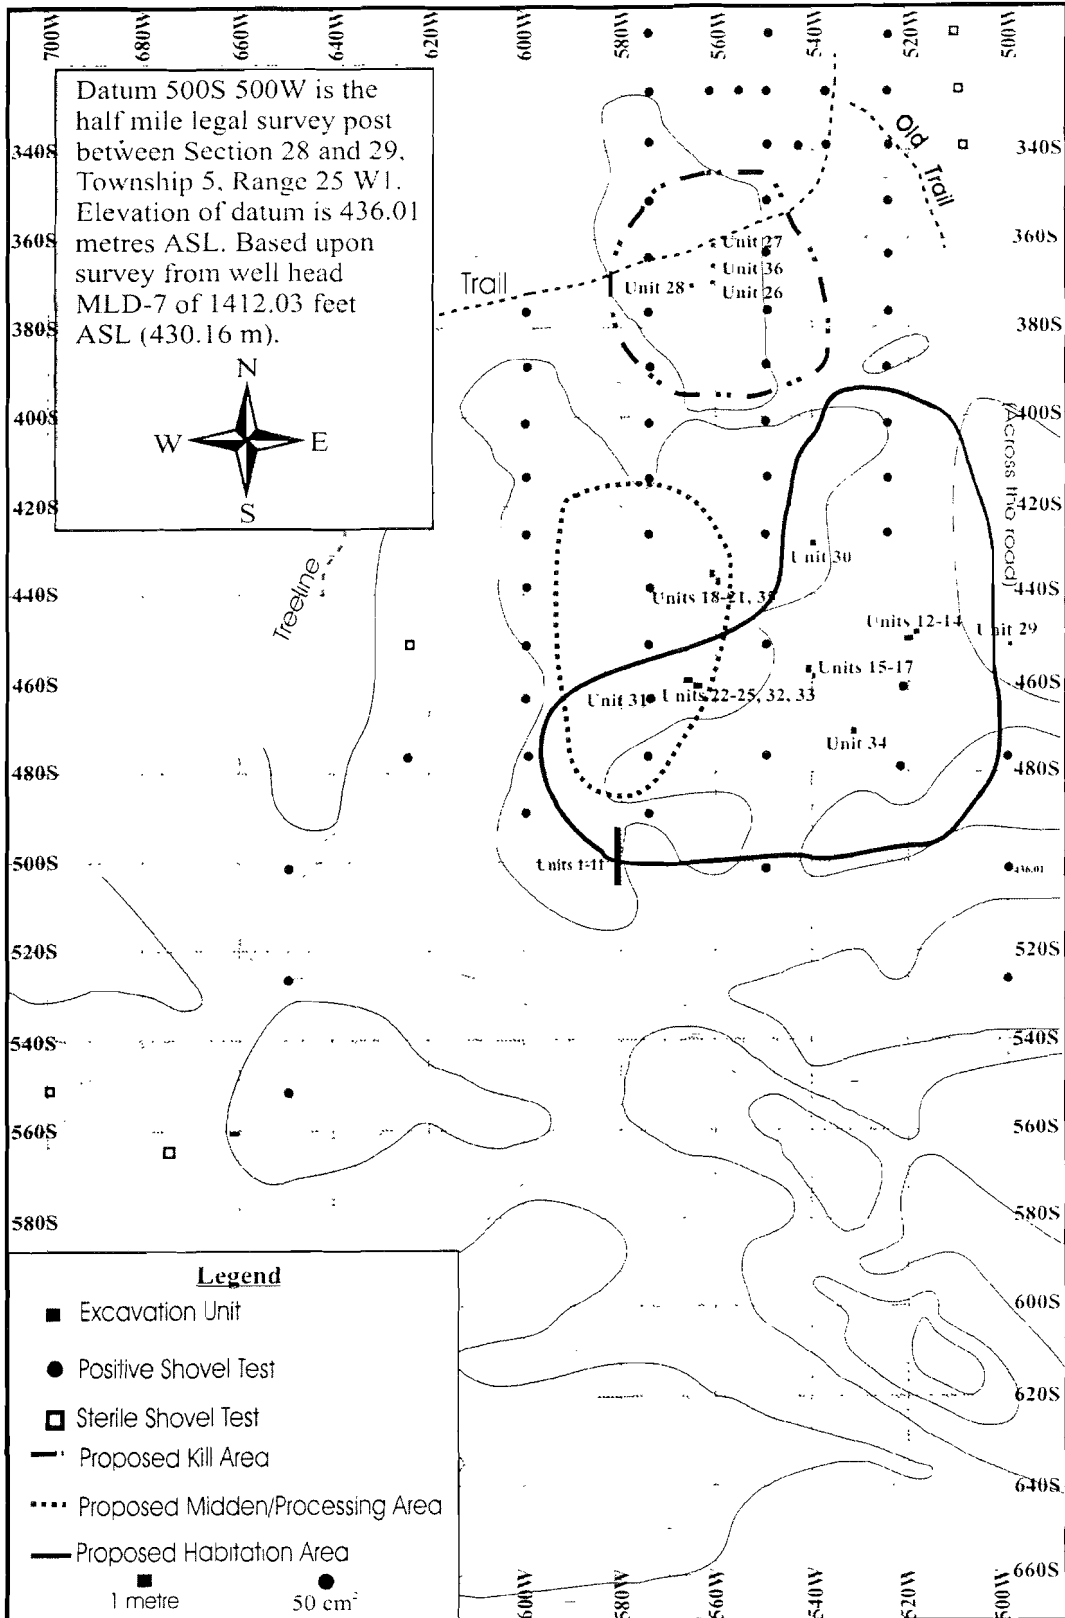 700W
660W
620W
600W
580W
560W
540W
520W
500W
Datum 500S 500W is the
half mile legal survey post
between Section 28 and 29,
Township 5, Range 25 W1.
Elevation of datum is 436.01
metres ASL. Based upon
survey from well head
MLD-7 of 1412.03 feet
ASL (430.16 m).
N
W E
S
340S
340S
Old
Trail
360S
360S
Trail
Unit 27
Unit 36
Unit 28
Unit 26
380S
380S
400S
400S
(Across the road)
420S
420S
Unit 30
Treeline
440S
440S
Units 18-21, 35
Units 12-14
Unit 29
Units 15-17
460S
460S
Unit 31
Units 22-25, 32, 33
Unit 34
480S
480S
500S
Units 1-11
436.01
520S
520S
540S
540S
560S
560S
580S
580S
600S
620S
640S
660S
Legend
Excavation Unit
Positive Shovel Test
Sterile Shovel Test
Proposed Kill Area
Proposed Midden/Processing Area
Proposed Habitation Area
1 metre
50 cm²
600W
580W
560W
540W
520W
500W